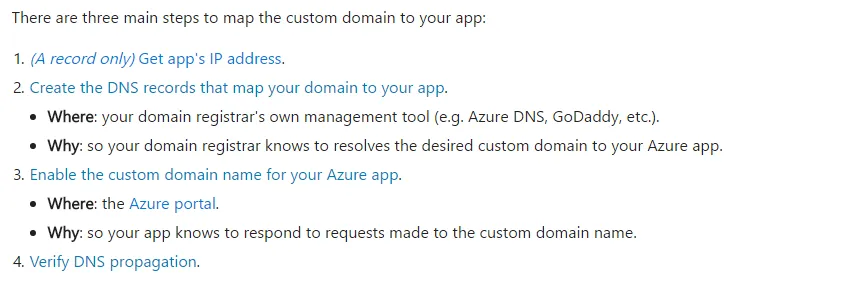 There are three main steps to map the custom domain to your app:
1. (A record only) Get app's IP address.
2. Create the DNS records that map your domain to your app.
• Where: your domain registrar's own management tool (e.g. Azure DNS, GoDaddy, etc.).
• Why: so your domain registrar knows to resolves the desired custom domain to your Azure app.
3. Enable the custom domain name for your Azure app.
• Where: the Azure portal.
• Why: so your app knows to respond to requests made to the custom domain name.
4. Verify DNS propagation.